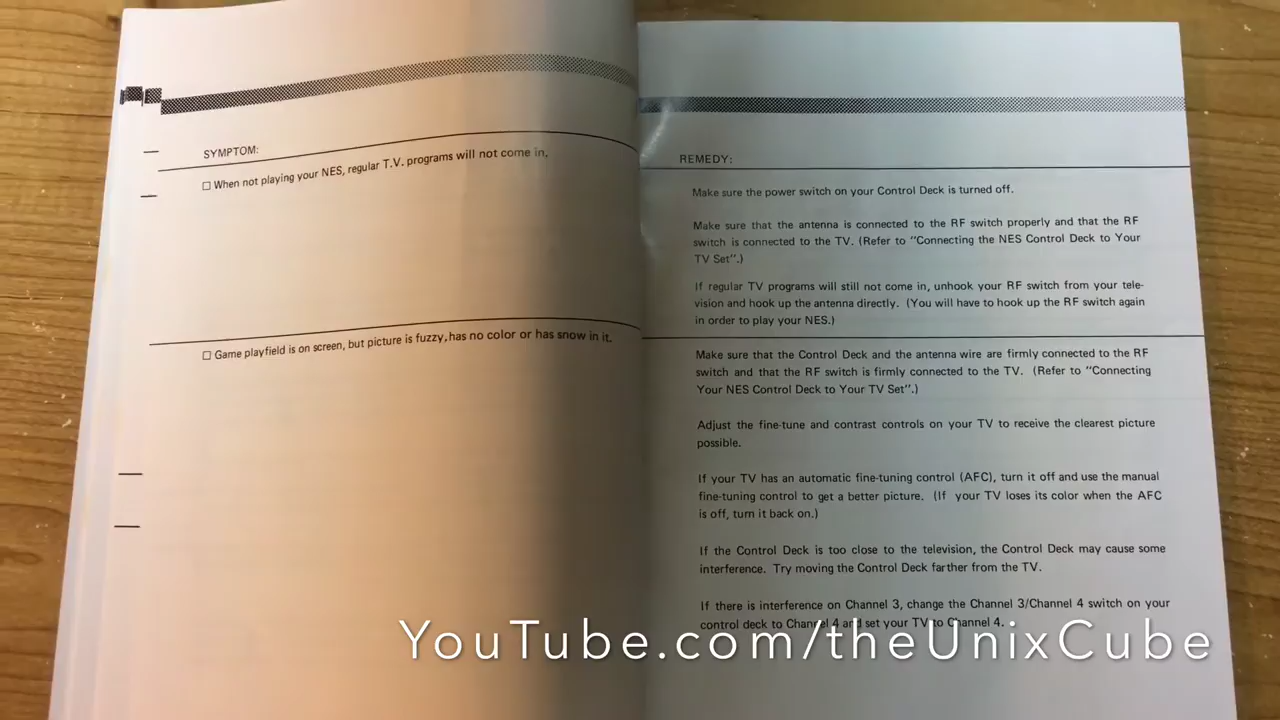 SYMPTOM:
☐ When not playing your NES, regular T.V. programs will not come in.
☐ Game playfield is on screen, but picture is fuzzy, has no color or has snow in it.
REMEDY:
Make sure the power switch on your Control Deck is turned off.
Make sure that the antenna is connected to the RF switch properly and that the RF
switch is connected to the TV. (Refer to "Connecting the NES Control Deck to Your
TV Set".)
If regular TV programs will still not come in, unhook your RF switch from your tele-
vision and hook up the antenna directly. (You will have to hook up the RF switch again
in order to play your NES.)
Make sure that the Control Deck and the antenna wire are firmly connected to the RF
switch and that the RF switch is firmly connected to the TV. (Refer to "Connecting
Your NES Control Deck to Your TV Set".)
Adjust the fine-tune and contrast controls on your TV to receive the clearest picture
possible.
If your TV has an automatic fine-tuning control (AFC), turn it off and use the manual
fine-tuning control to get a better picture. (If your TV loses its color when the AFC
is off, turn it back on.)
If the Control Deck is too close to the television, the Control Deck may cause some
interference. Try moving the Control Deck farther from the TV.
If there is interference on Channel 3, change the Channel 3/Channel 4 switch on your
control deck to Channel 4 and set your TV to Channel 4.
YouTube.com/theUnixCube